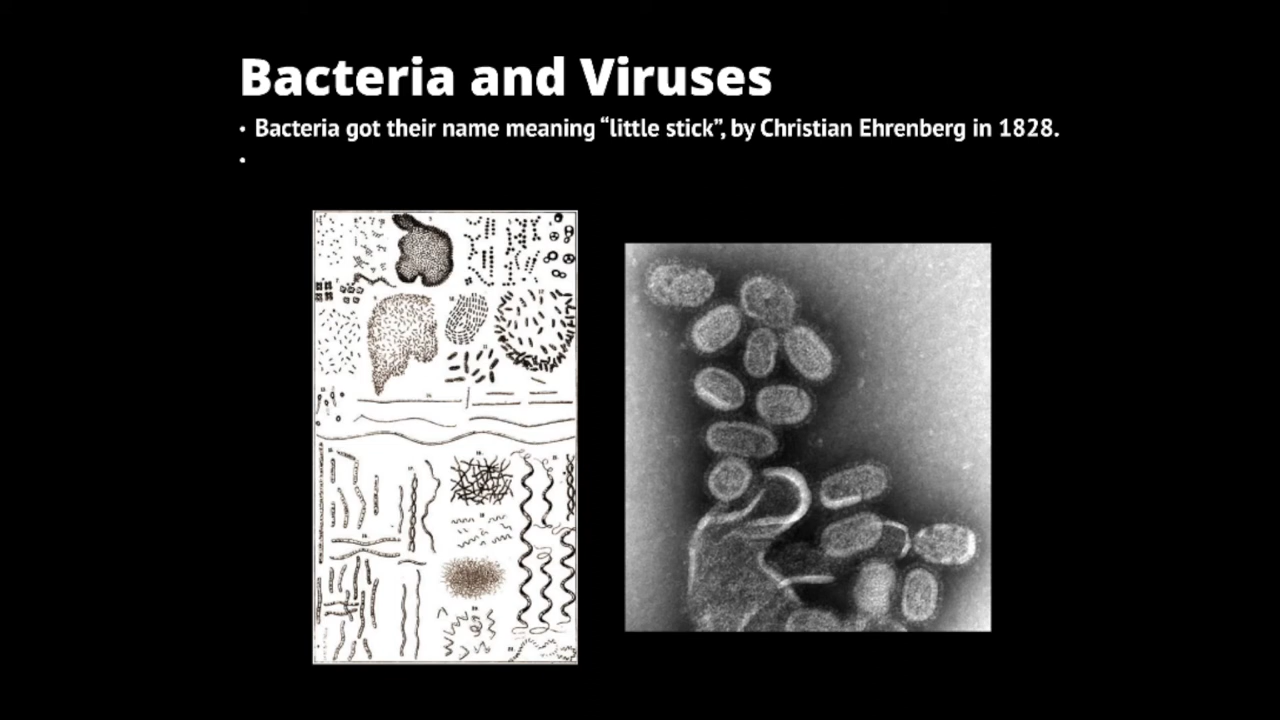 Bacteria and Viruses
• Bacteria got their name meaning “little stick”, by Christian Ehrenberg in 1828.
•